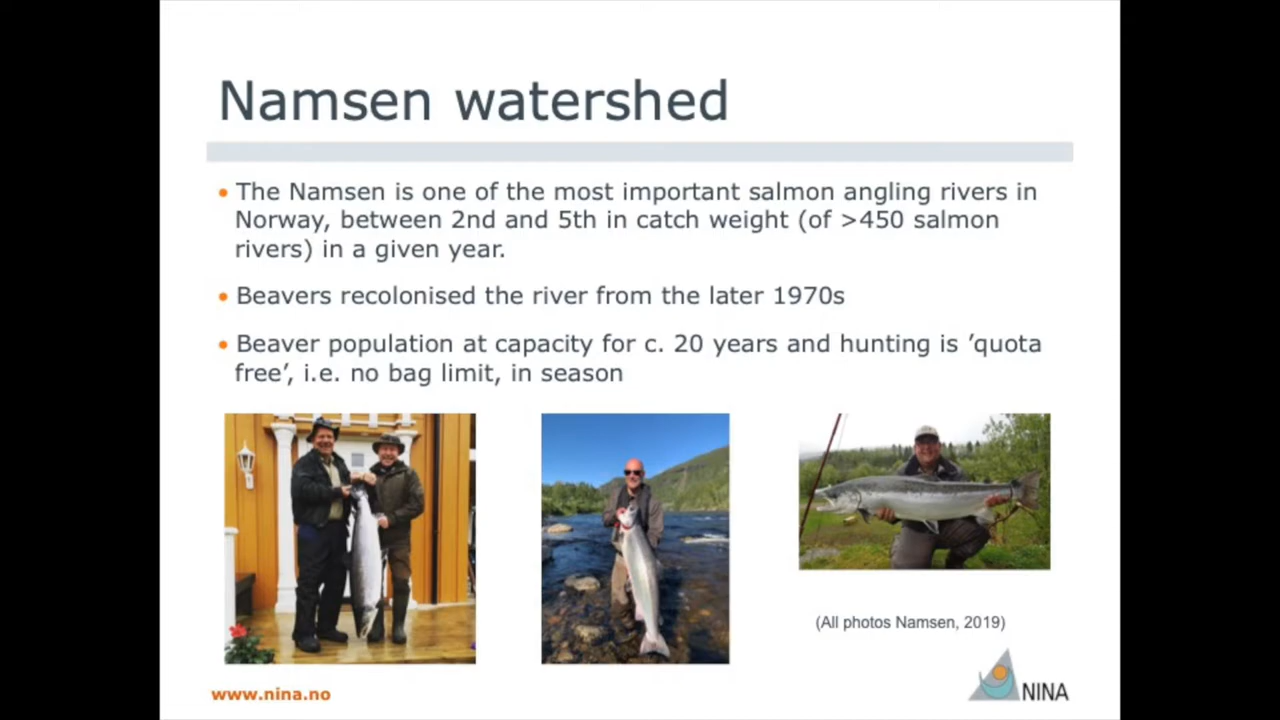 Namsen watershed
• The Namsen is one of the most important salmon angling rivers in
Norway, between 2nd and 5th in catch weight (of >450 salmon
rivers) in a given year.
• Beavers recolonised the river from the later 1970s
• Beaver population at capacity for c. 20 years and hunting is ’quota
free’, i.e. no bag limit, in season
(All photos Namsen, 2019)
www.nina.no
NINA